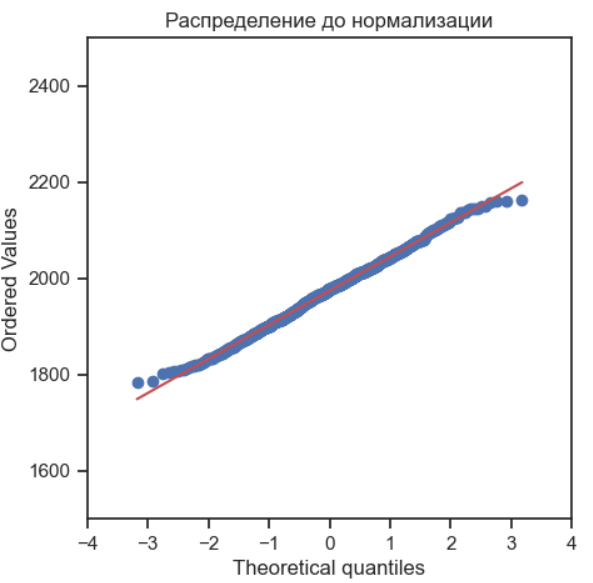 Распределение до нормализации
2400
2200
2000
1800
1600
Ordered Values
−4 −3 −2 −1 0 1 2 3 4
Theoretical quantiles